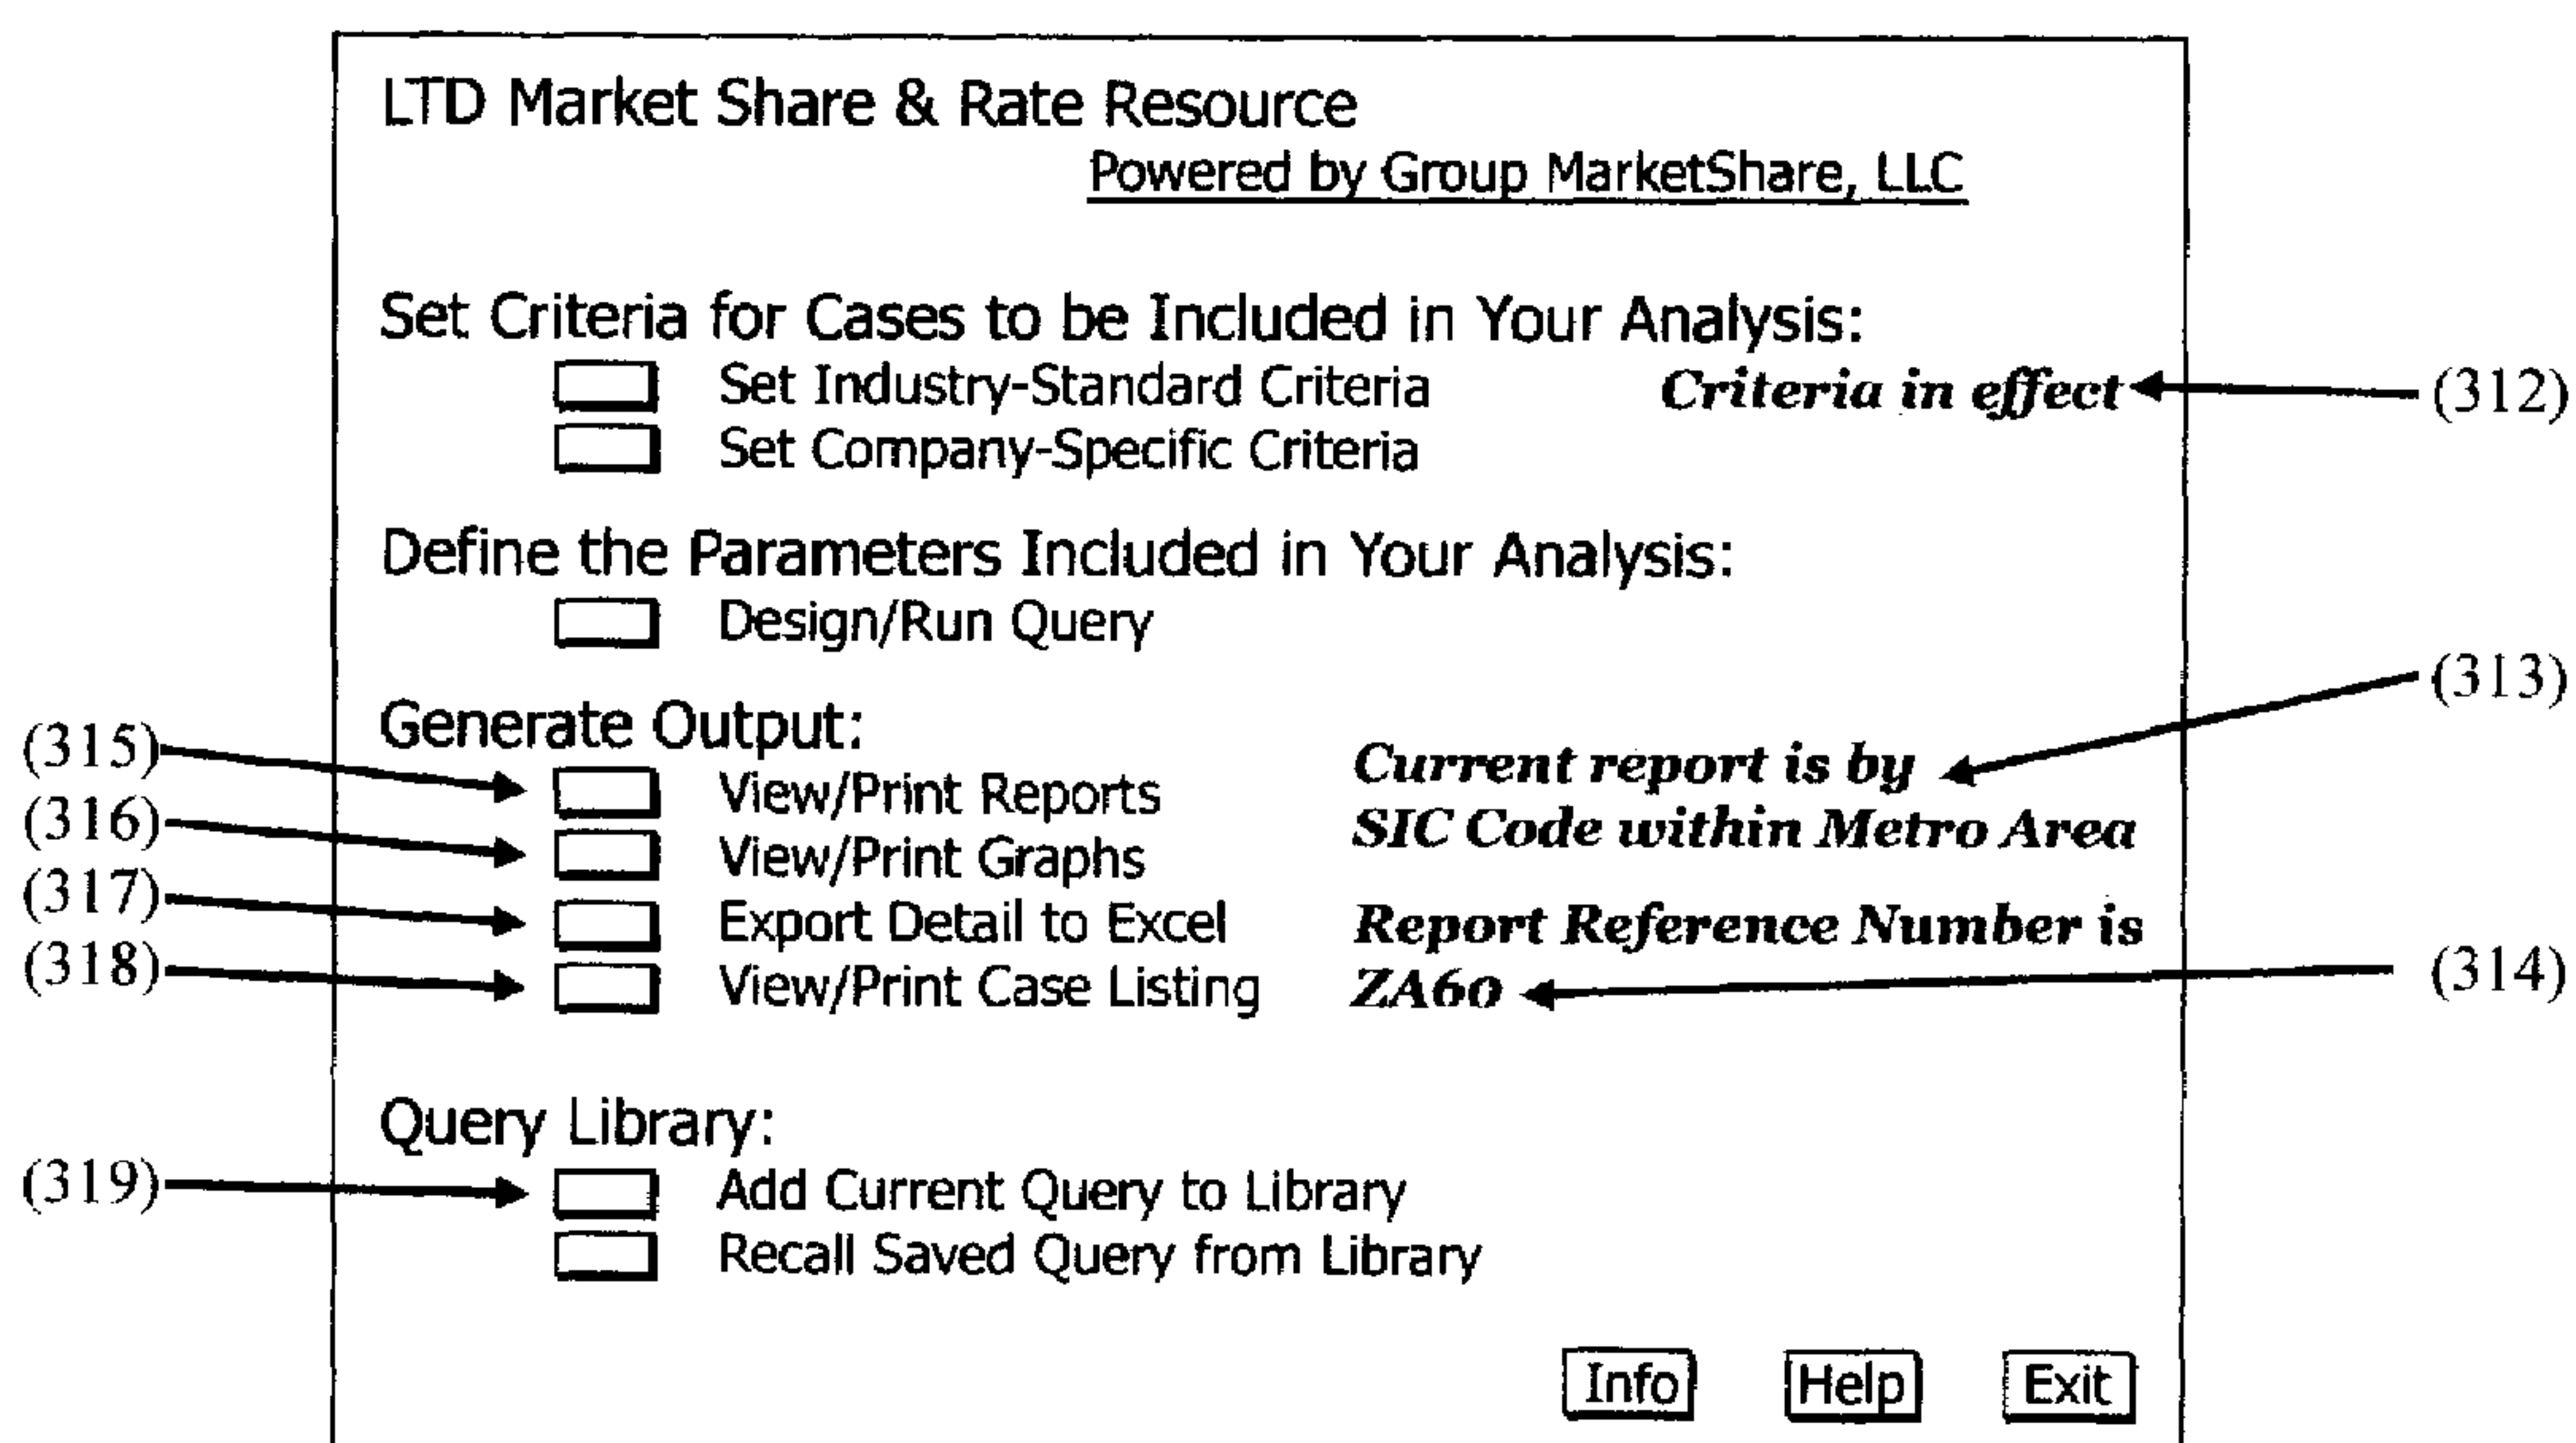 LTD Market Share & Rate Resource
Powered by Group MarketShare, LLC
Set Criteria for Cases to be Included in Your Analysis:
Set Industry-Standard Criteria Criteria in effect (312)
Set Company-Specific Criteria
Define the Parameters Included in Your Analysis:
Design/Run Query
(313)
Generate Output:
(315) View/Print Reports Current report is by
(316) View/Print Graphs SIC Code within Metro Area
(317) Export Detail to Excel Report Reference Number is
(318) View/Print Case Listing ZA60 (314)
Query Library:
(319) Add Current Query to Library
Recall Saved Query from Library
Info Help Exit